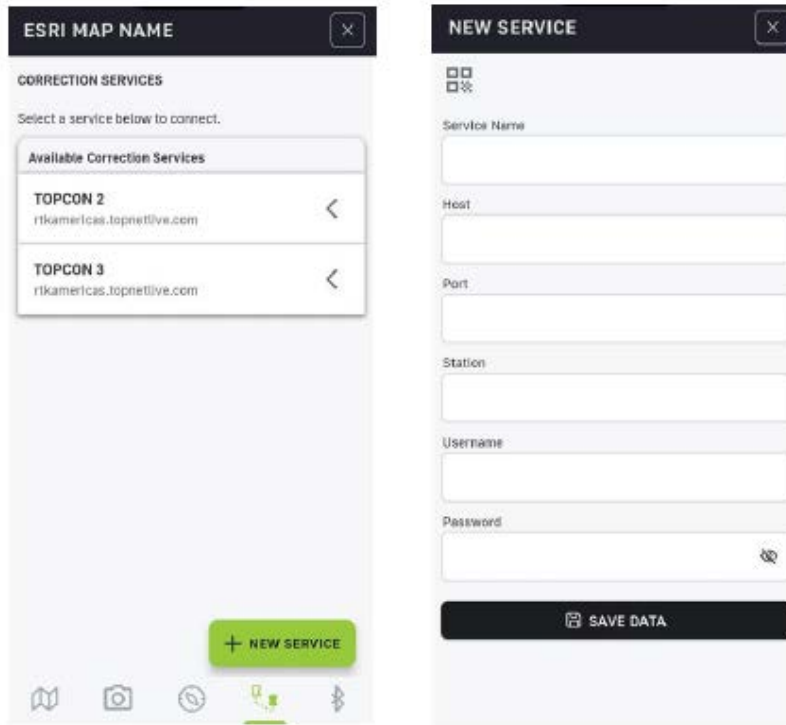 ESRI MAP NAME
CORRECTION SERVICES
Select a service below to connect.
Available Correction Services
TOPCON 2
rtkamericas.topnetlive.com
TOPCON 3
rtkamericas.topnetlive.com
+ NEW SERVICE
NEW SERVICE
Service Name
Host
Port
Station
Username
Password
SAVE DATA